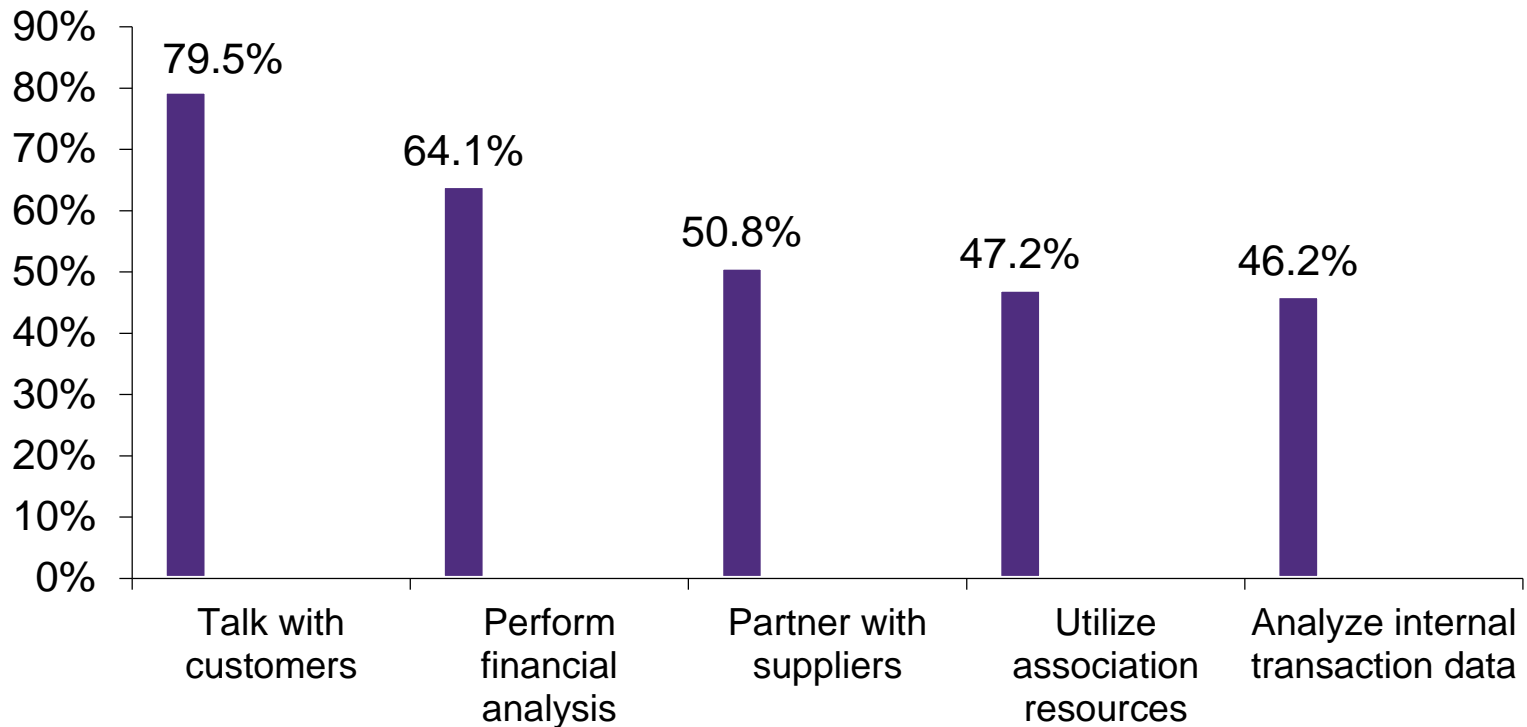 90%
80%
70%
60%
50%
40%
30%
20%
10%
0%
79.5%
64.1%
50.8%
47.2%
46.2%
Talk with
customers
Perform
financial
analysis
Partner with
suppliers
Utilize
association
resources
Analyze internal
transaction data